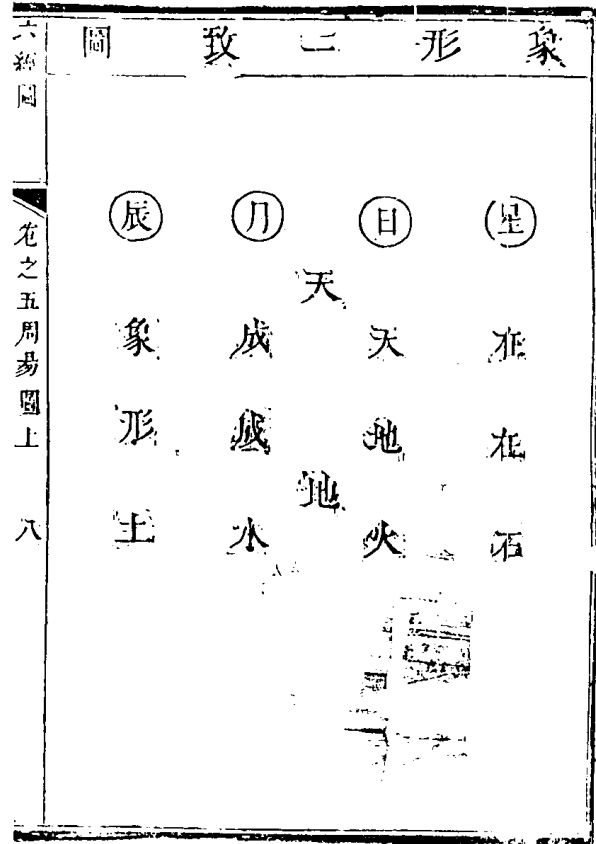 象形二致圖
星日月辰
天
在天成象
在地成形
地
石火水土
六經圖
卷之五周易圖上 八